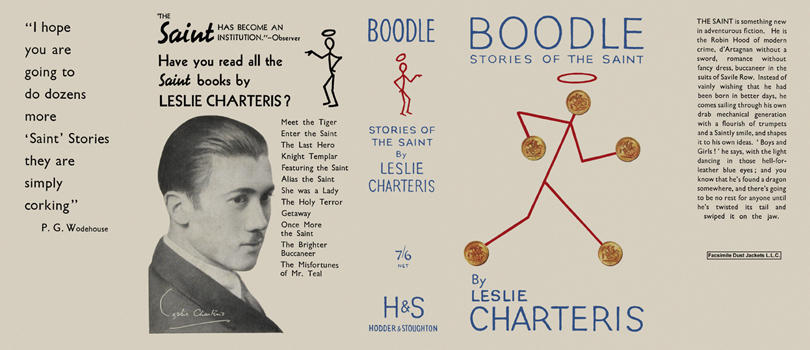 “I hope
you are
going to
do dozens
more
‘Saint’ Stories
they are
simply
corking”
P. G. Wodehouse
“THE
Saint HAS BECOME AN
INSTITUTION.”–Observer
Have you read all the
Saint books by
LESLIE CHARTERIS?
Meet the Tiger
Enter the Saint
The Last Hero
Knight Templar
Featuring the Saint
Alias the Saint
She was a Lady
The Holy Terror
Getaway
Once More
the Saint
The Brighter
Buccaneer
The Misfortunes
of Mr. Teal
Leslie Charteris
BOODLE
STORIES OF
THE SAINT
By
LESLIE
CHARTERIS
7/6
NET
H&S
HODDER & STOUGHTON
BOODLE
STORIES OF THE SAINT
By
LESLIE
CHARTERIS
THE SAINT is something new
in adventurous fiction. He is
the Robin Hood of modern
crime, d’Artagnan without a
sword, romance without
fancy dress, buccaneer in the
suits of Savile Row. Instead of
vainly wishing that he had
been born in better days, he
comes sailing through his own
drab mechanical generation
with a flourish of trumpets
and a Saintly smile, and shapes
it to his own ideas. ‘ Boys and
Girls ! ’ he says, with the light
dancing in those hell-for-
leather blue eyes ; and you
know that he’s found a dragon
somewhere, and there’s going
to be no rest for anyone until
he’s twisted its tail and
swiped it on the jaw.
Facsimile Dust Jackets L.L.C.